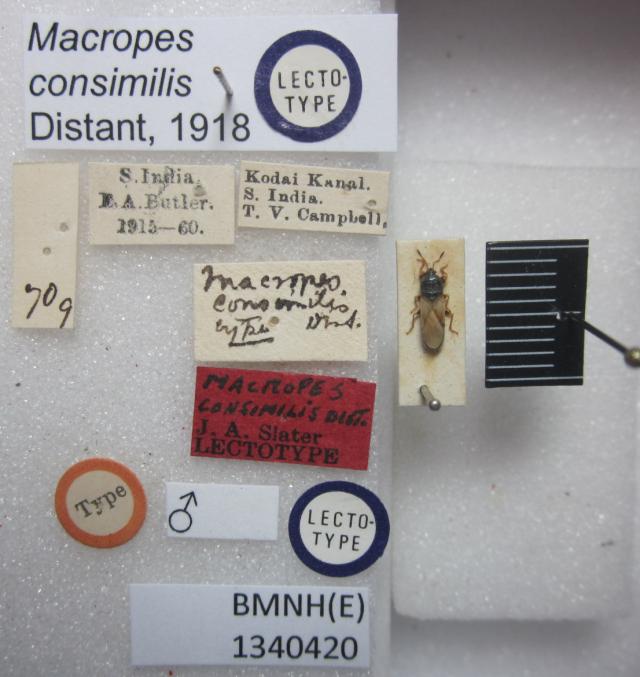 Macropes
consimilis
Distant, 1918
LECTO-
TYPE
S. India.
E.A. Butler.
1915—60.
Kodai Kanal.
S. India.
T. V. Campbell.
709
Macropes
consimilis
type Dist.
MACROPES
CONSIMILIS DIST.
J. A. Slater
LECTOTYPE
Type
♂
LECTO-
TYPE
BMNH(E)
1340420